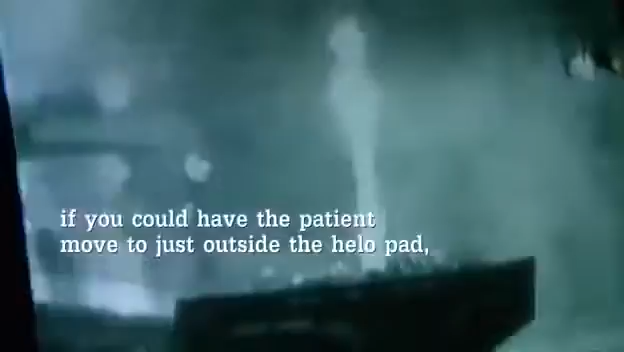 if you could have the patient
move to just outside the helo pad,